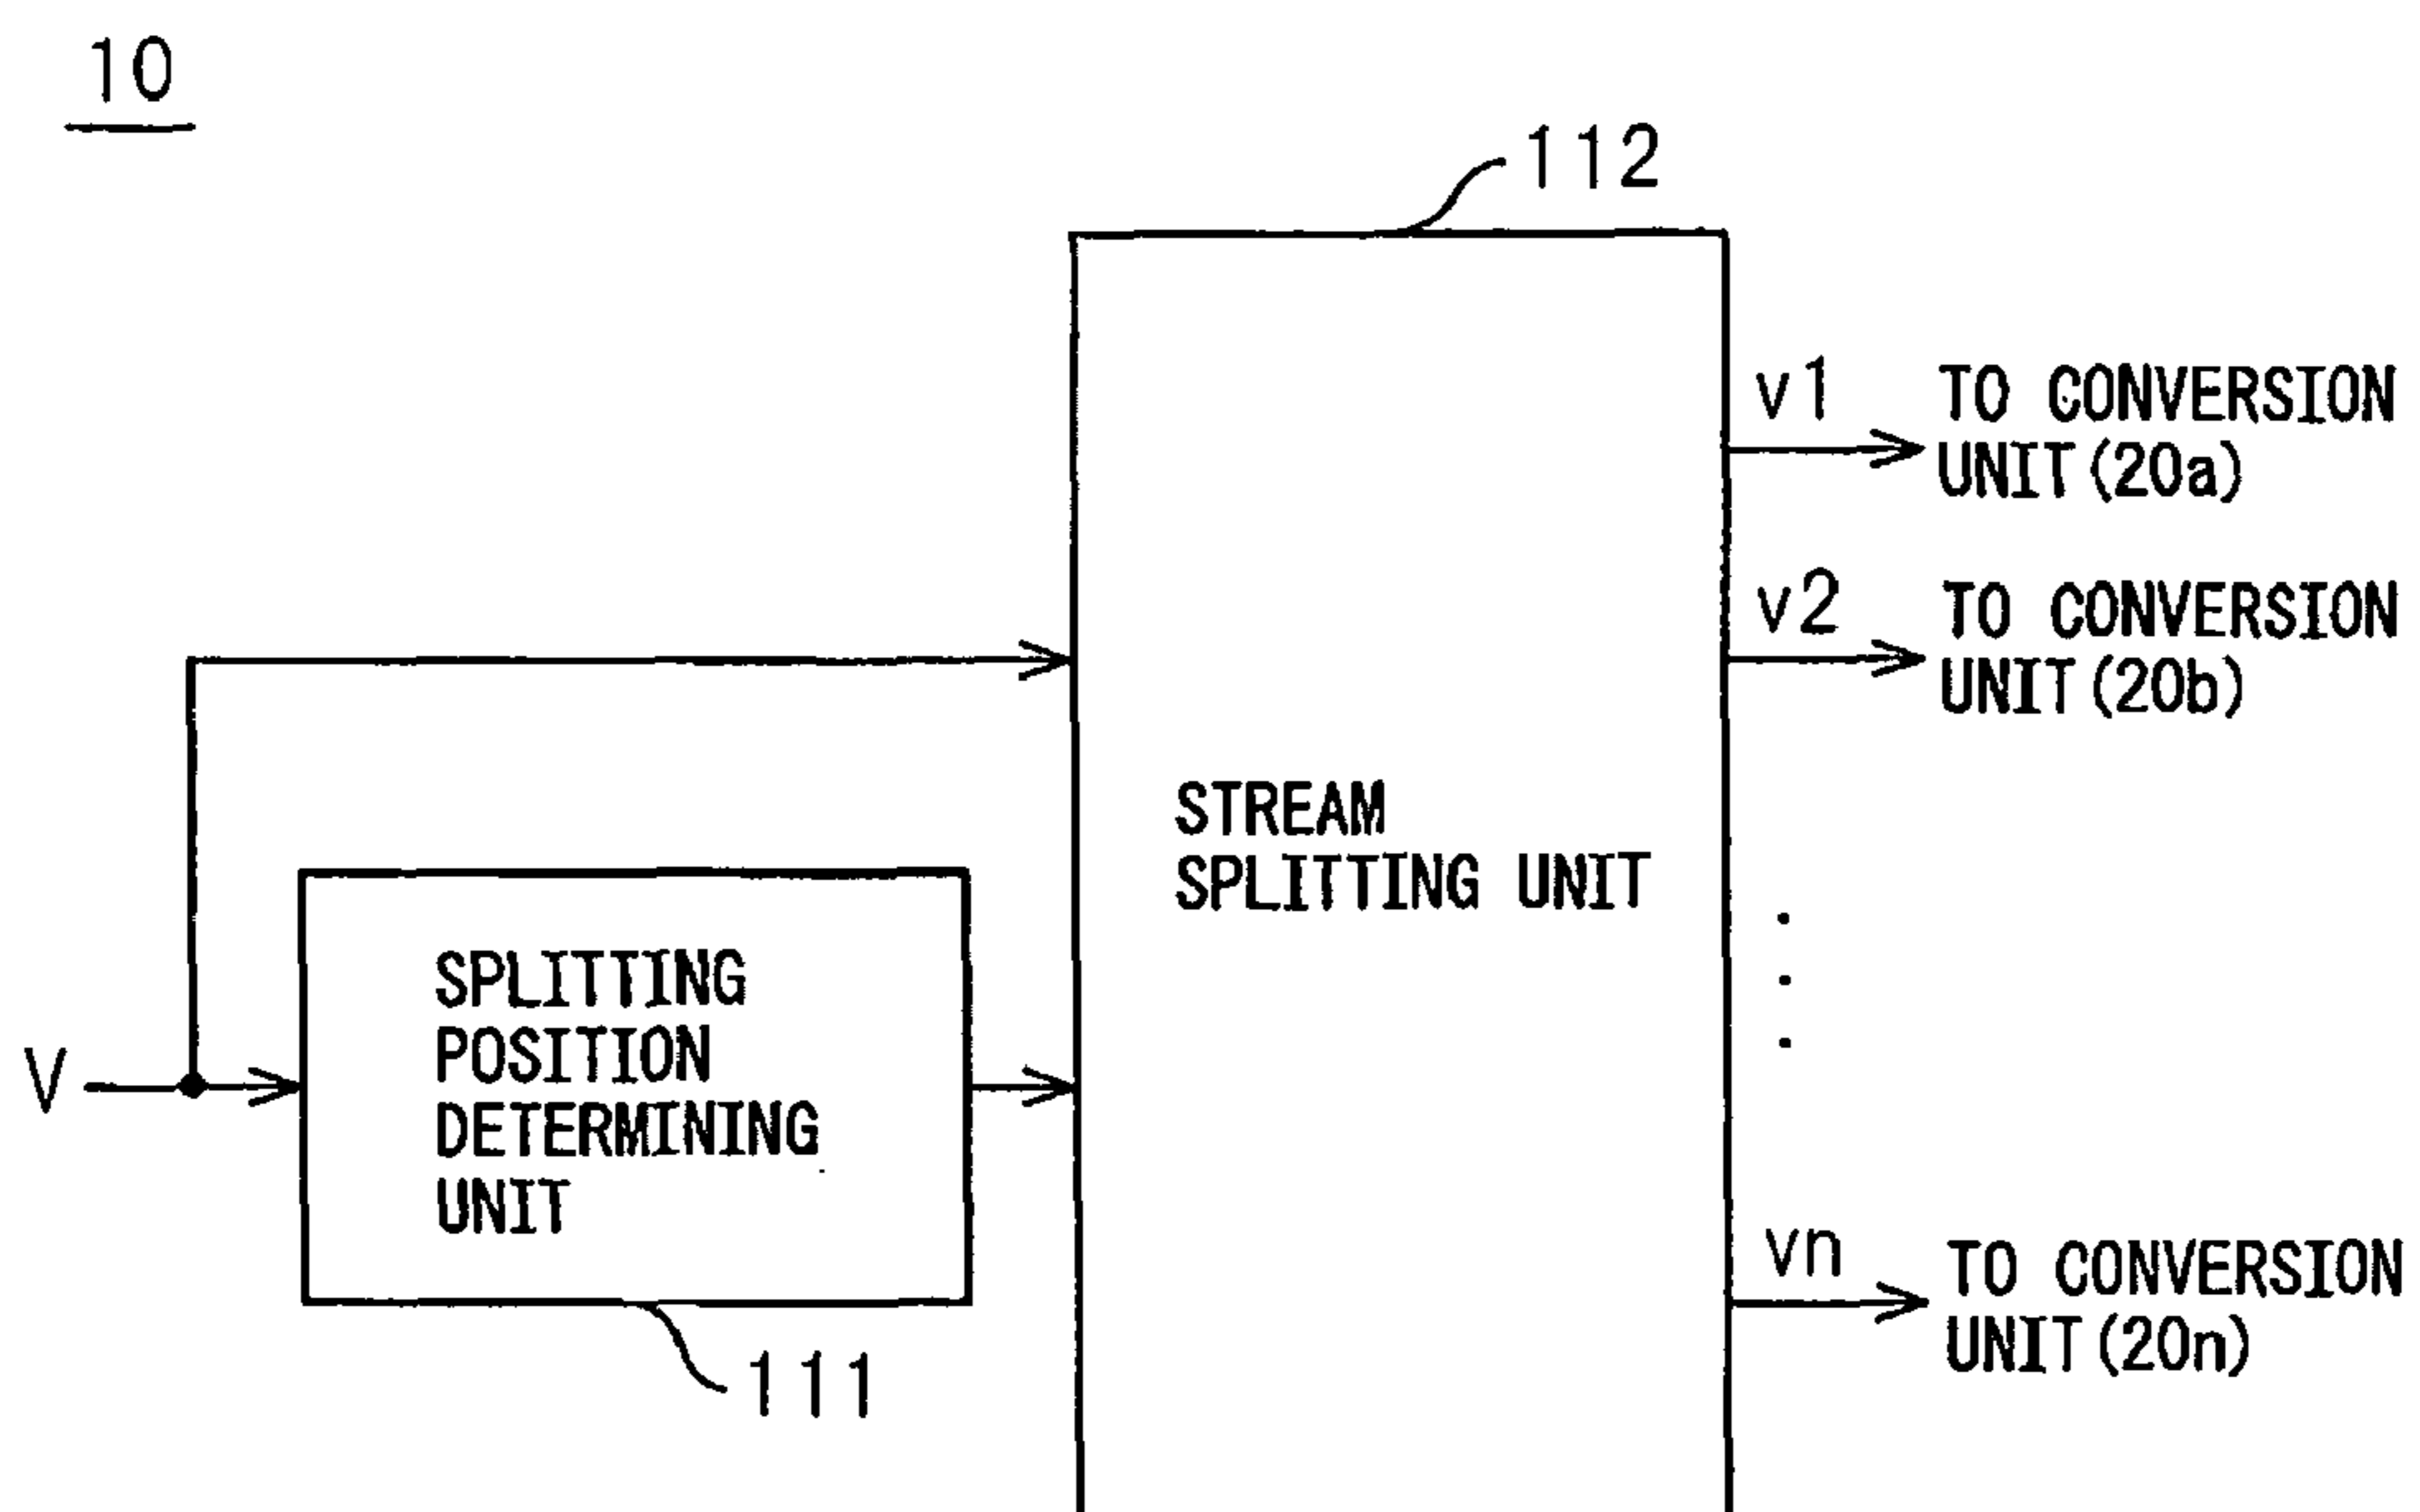 10
112
v1
TO CONVERSION
UNIT(20a)
v2
TO CONVERSION
UNIT(20b)
STREAM
SPLITTING UNIT
SPLITTING
POSITION
DETERMINING
UNIT
V
vn
TO CONVERSION
UNIT(20n)
111